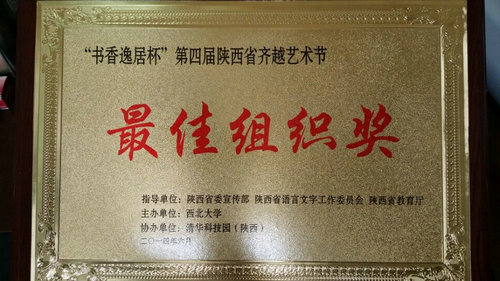 “书香逸居杯”第四届陕西省齐越艺术节
最佳组织奖
指导单位：陕西省委宣传部 陕西省语言文字工作委员会 陕西省教育厅
主办单位：西北大学
协办单位：清华科技园（陕西）
二〇一四年六月